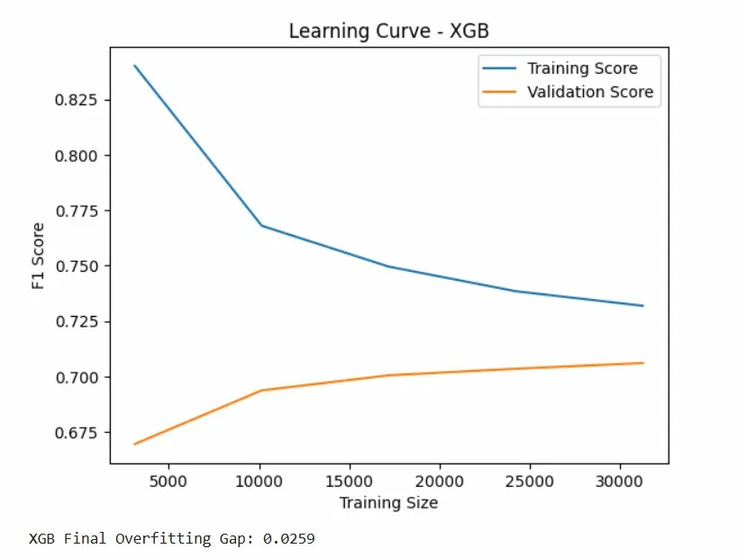 Learning Curve - XGB
Training Score
Validation Score
0.825
0.800
0.775
0.750
0.725
0.700
0.675
F1 Score
5000 10000 15000 20000 25000 30000
Training Size
XGB Final Overfitting Gap: 0.0259